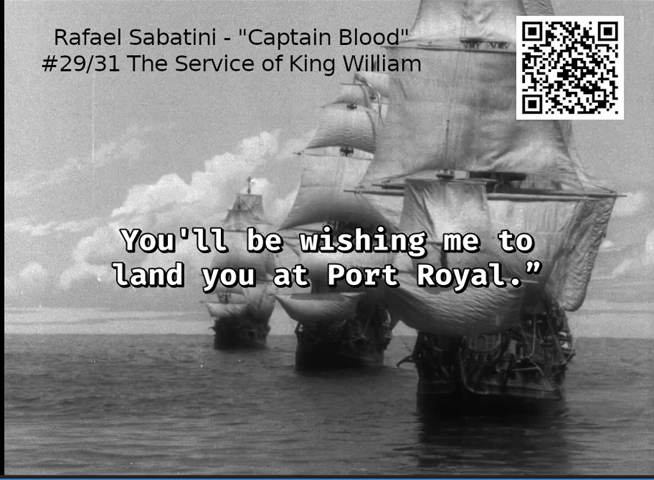 Rafael Sabatini - "Captain Blood"
#29/31 The Service of King William
You'll be wishing me to
land you at Port Royal.”